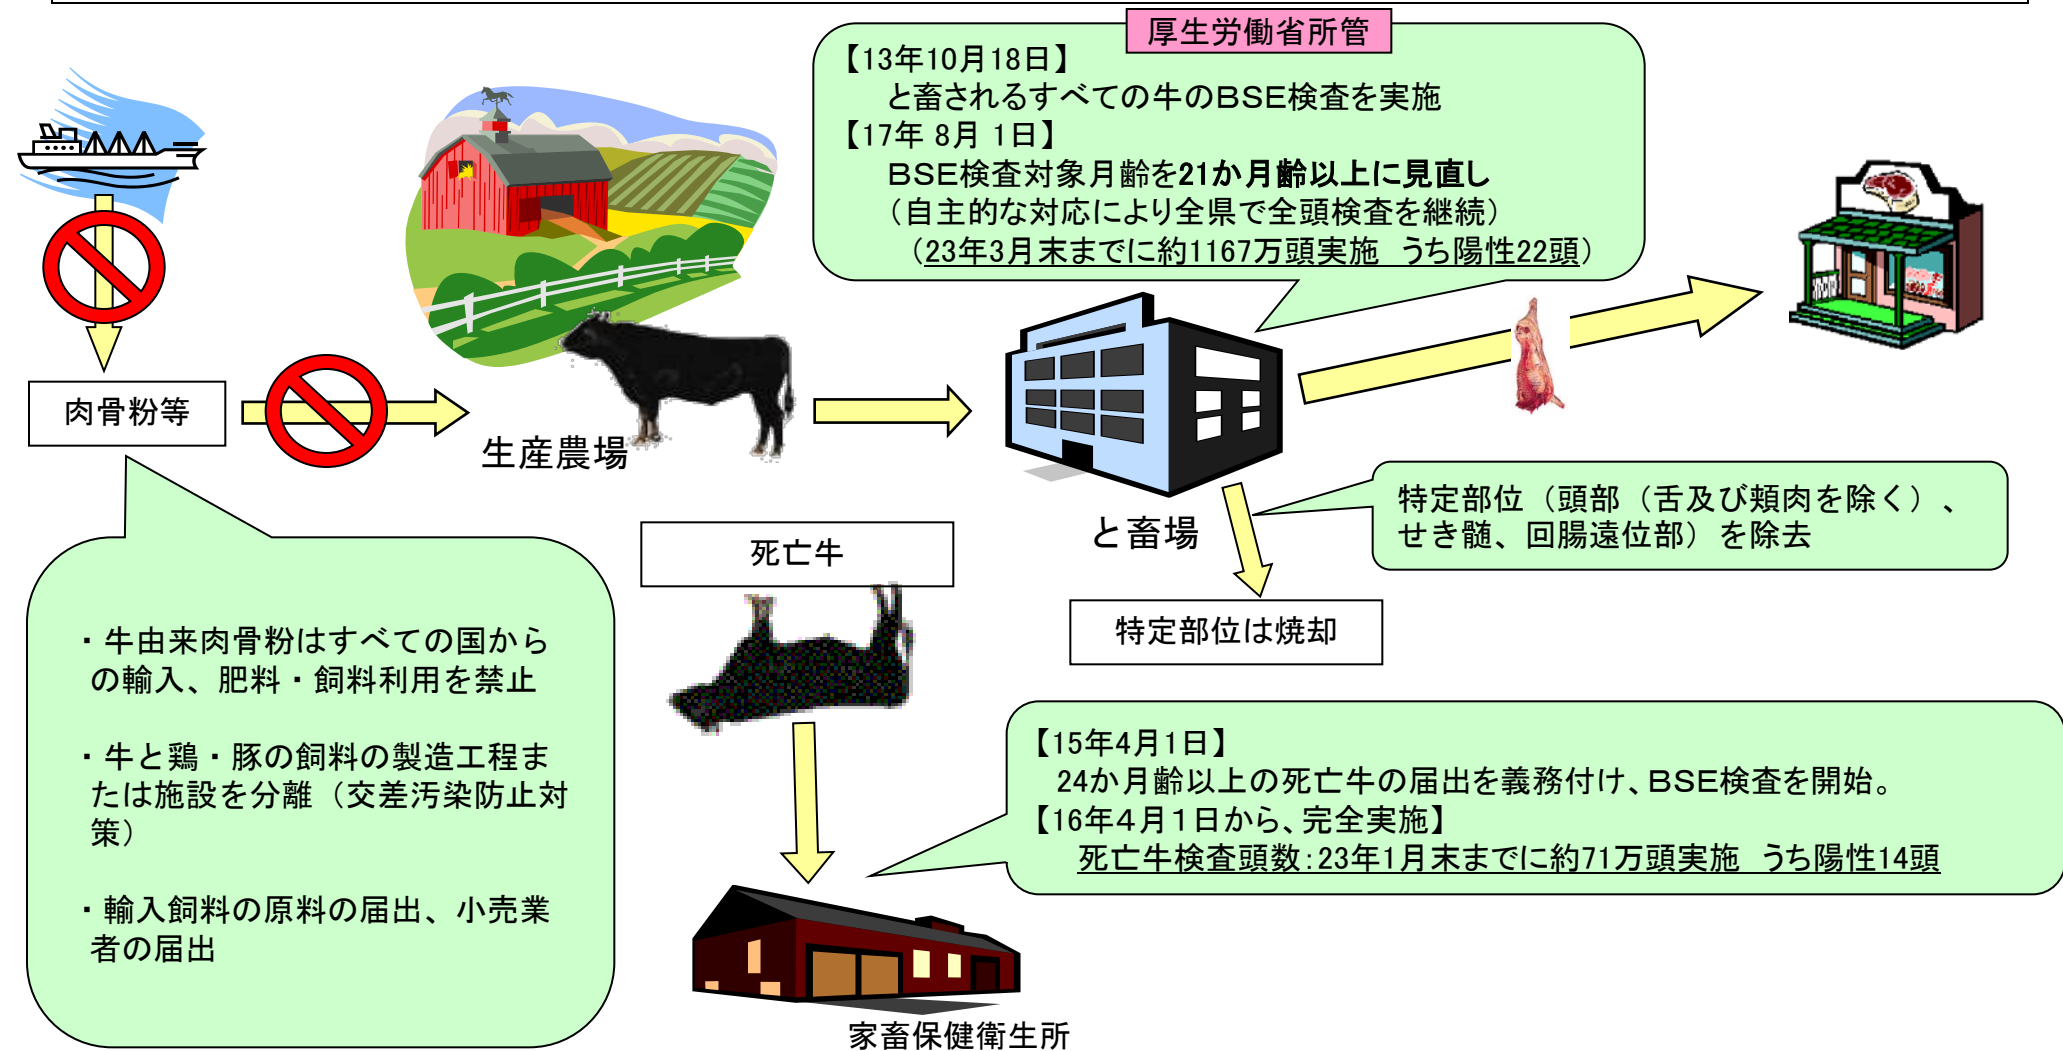 厚生労働省所管
【13年10月18日】
と畜されるすべての牛のBSE検査を実施
【17年 8月 1日】
BSE検査対象月齢を21か月齢以上に見直し
（自主的な対応により全県で全頭検査を継続）
（23年3月末までに約1167万頭実施　うち陽性22頭）
肉骨粉等
生産農場
と畜場
特定部位（頭部（舌及び頬肉を除く）、
せき髄、回腸遠位部）を除去
死亡牛
特定部位は焼却
・牛由来肉骨粉はすべての国から
の輸入、肥料・飼料利用を禁止
・牛と鶏・豚の飼料の製造工程ま
たは施設を分離（交差汚染防止対
策）
・輸入飼料の原料の届出、小売業
者の届出
【15年4月1日】
24か月齢以上の死亡牛の届出を義務付け、BSE検査を開始。
【16年４月１日から、完全実施】
死亡牛検査頭数：23年1月末までに約71万頭実施　うち陽性14頭
家畜保健衛生所